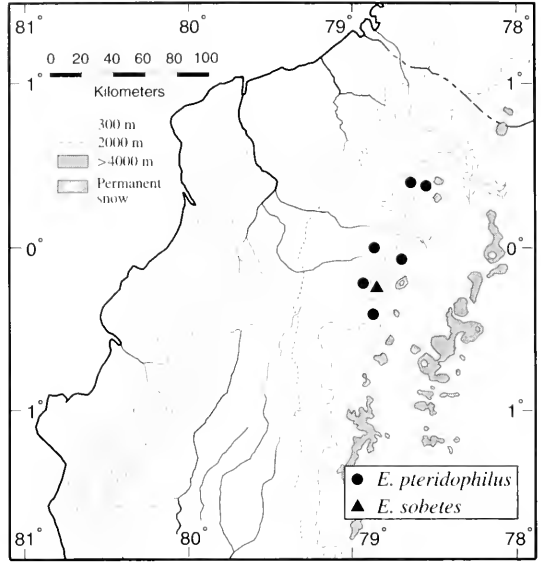 81° 80° 79° 78°
0 20 40 60 80 100
Kilometers
1° 1°
300 m
2000 m
>4000 m
Permanent
snow
0° 0°
1° 1°
E. pteridophilus
E. sobetes
81° 80° 79° 78°